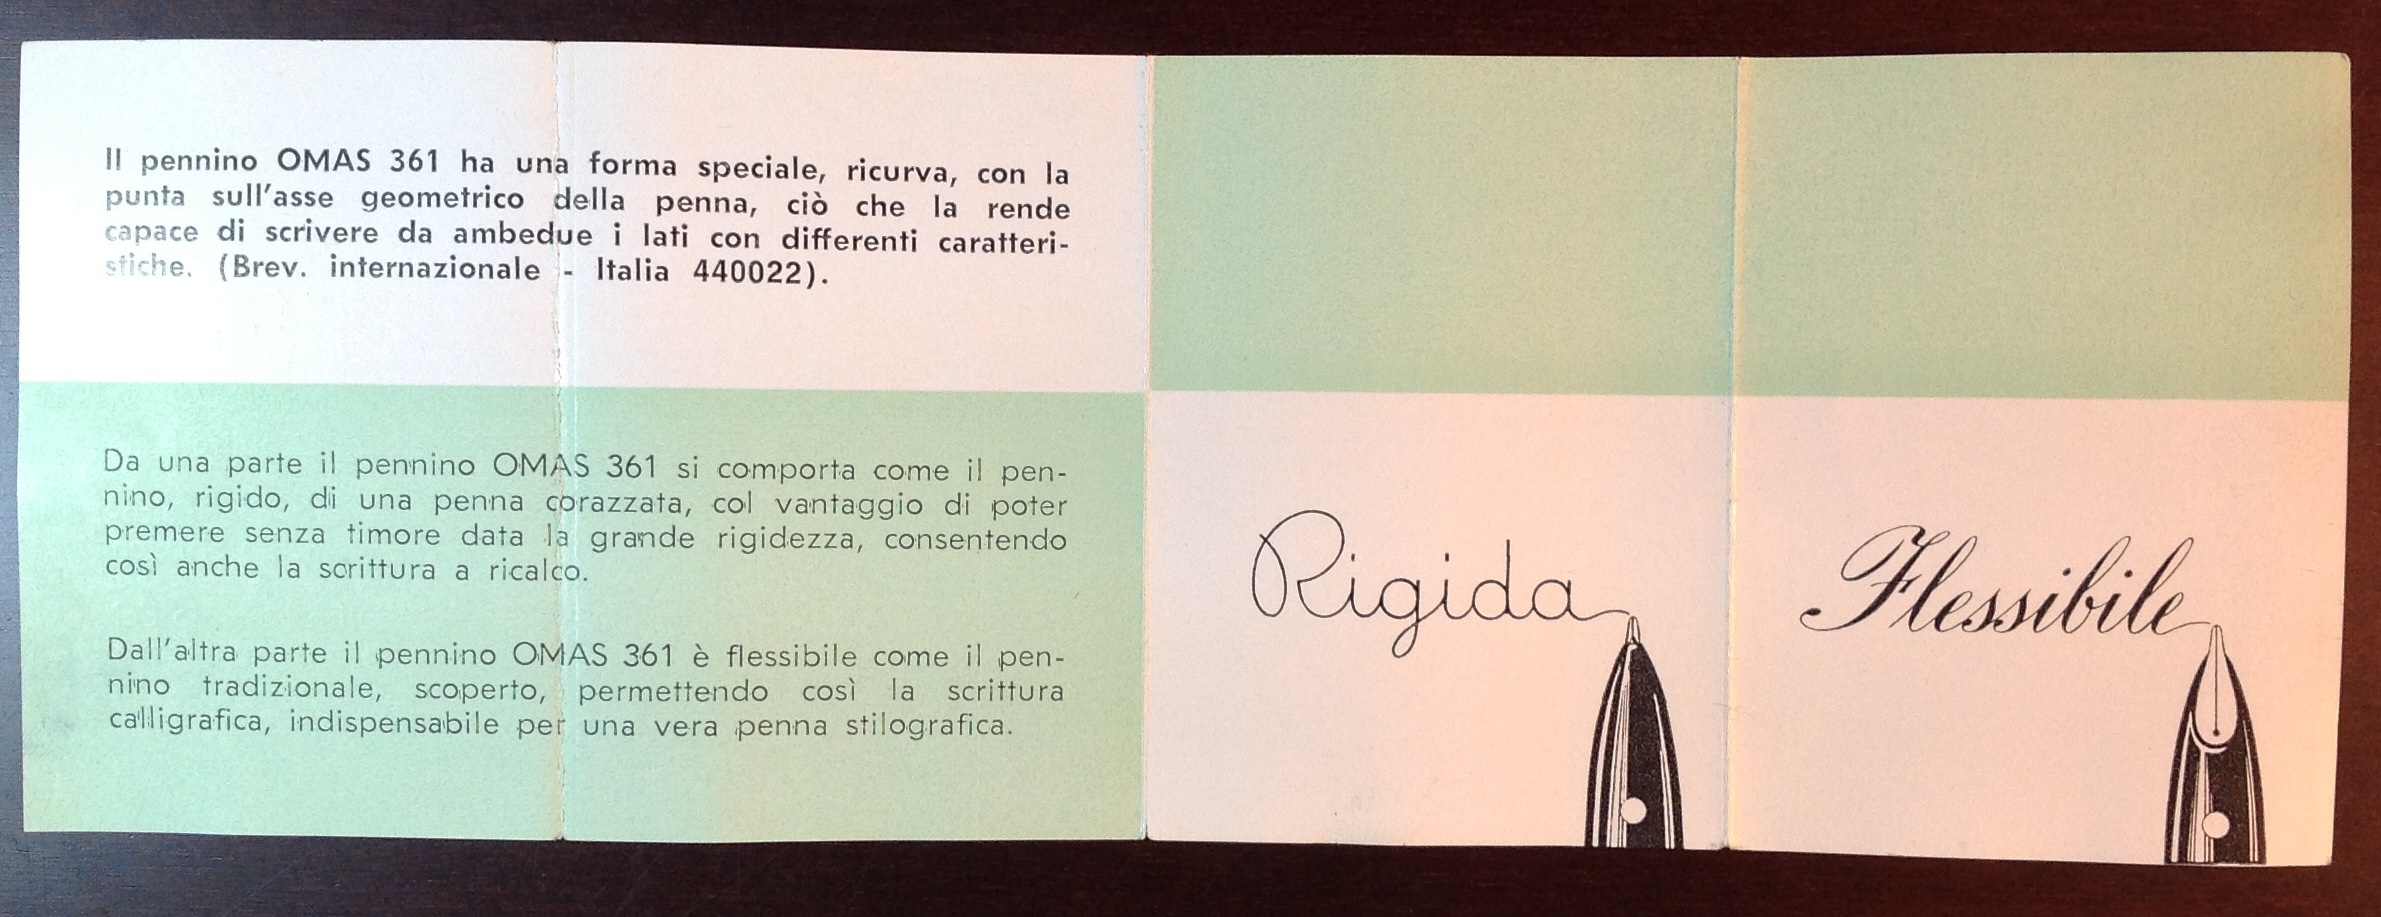 Il pennino OMAS 361 ha una forma speciale, ricurva, con la
punta sull'asse geometrico della penna, ciò che la rende
capace di scrivere da ambedue i lati con differenti caratteri-
stiche. (Brev. internazionale - Italia 440022).
Da una parte il pennino OMAS 361 si comporta come il pen-
nino, rigido, di una penna corazzata, col vantaggio di poter
premere senza timore data la grande rigidezza, consentendo
così anche la scrittura a ricalco.
Dall'altra parte il pennino OMAS 361 è flessibile come il pen-
nino tradizionale, scoperto, permettendo così la scrittura
calligrafica, indispensabile per una vera penna stilografica.
Rigida
Flessibile